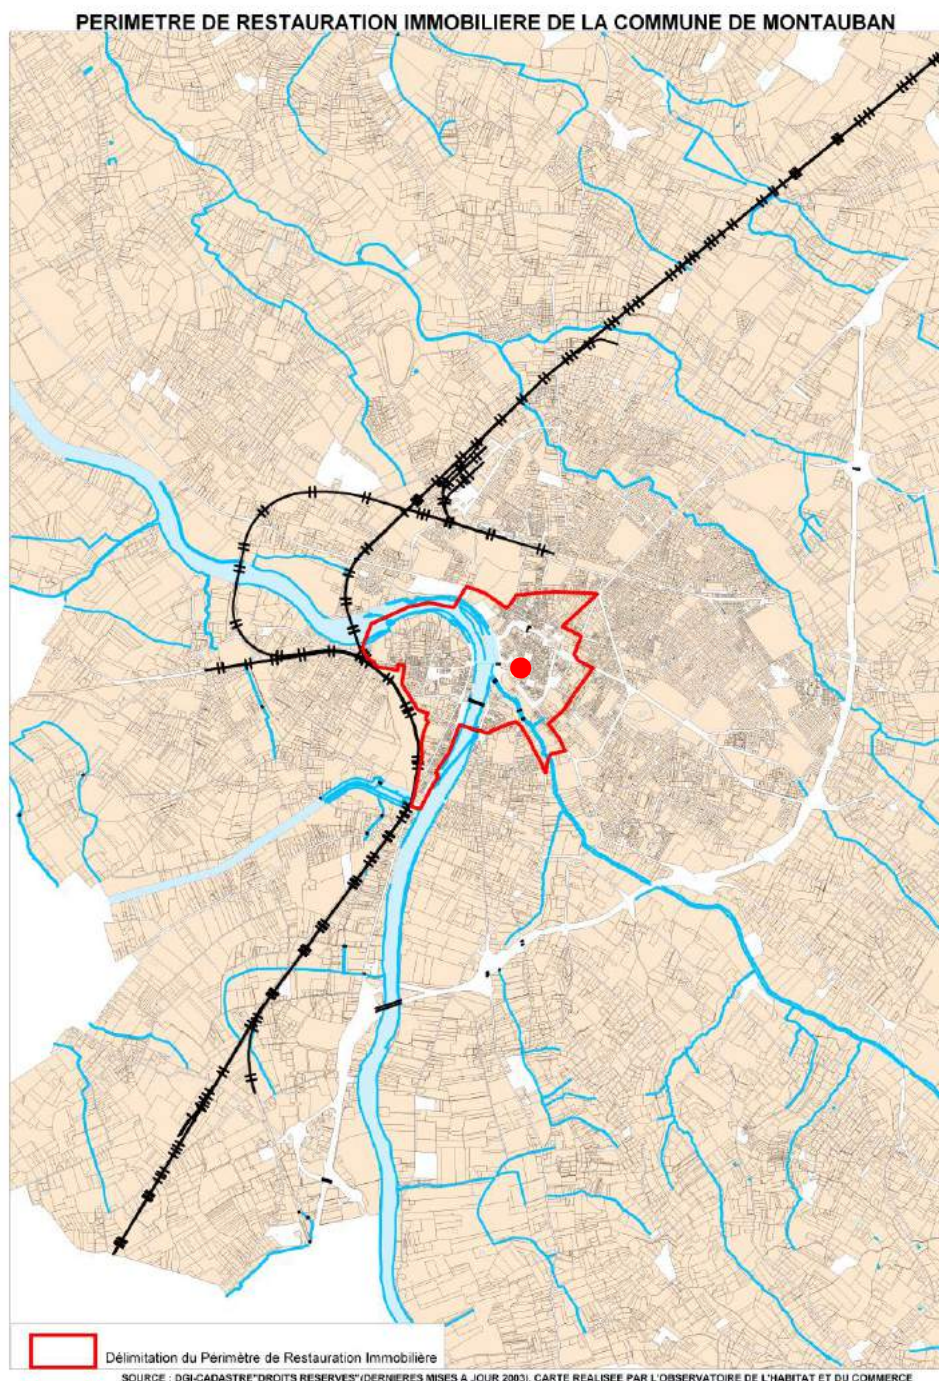 PERIMETRE DE RESTAURATION IMMOBILIERE DE LA COMMUNE DE MONTAUBAN
Délimitation du Périmètre de Restauration Immobilière
SOURCE : DGI-CADASTRE"DROITS RESERVES"(DERNIERES MISES A JOUR 2003). CARTE REALISEE PAR L'OBSERVATOIRE DE L'HABITAT ET DU COMMERCE